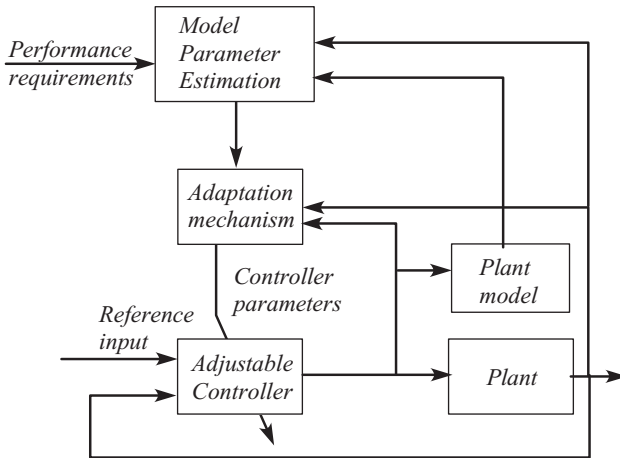 Model
Parameter
Estimation
Performance
requirements
Adaptation
mechanism
Controller
parameters
Plant
model
Reference
input
Adjustable
Controller
Plant